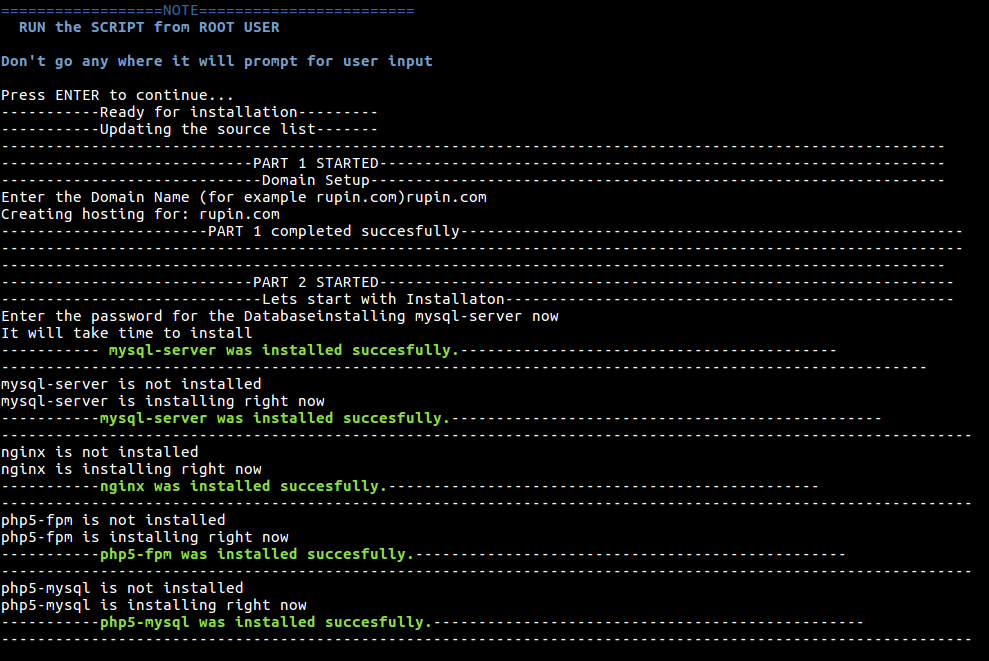 ==================NOTE========================
  RUN the SCRIPT from ROOT USER
Don't go any where it will prompt for user input
Press ENTER to continue...
-----------Ready for installation---------
-----------Updating the source list-------
---------------------------------------------------------------------------------------------------------
----------------------------PART 1 STARTED---------------------------------------------------------------
-----------------------------Domain Setup----------------------------------------------------------------
Enter the Domain Name (for example rupin.com)rupin.com
Creating hosting for: rupin.com
-----------------------PART 1 completed succesfully--------------------------------------------------------
-----------------------------------------------------------------------------------------------------------
---------------------------------------------------------------------------------------------------------
----------------------------PART 2 STARTED----------------------------------------------------------------
-----------------------------Lets start with Installaton--------------------------------------------------
Enter the password for the Databaseinstalling mysql-server now
It will take time to install
----------- mysql-server was installed succesfully.------------------------------------------
-------------------------------------------------------------------------------------------------------
mysql-server is not installed
mysql-server is installing right now
-----------mysql-server was installed succesfully.------------------------------------------------
------------------------------------------------------------------------------------------------------------
nginx is not installed
nginx is installing right now
-----------nginx was installed succesfully.------------------------------------------------
------------------------------------------------------------------------------------------------------------
php5-fpm is not installed
php5-fpm is installing right now
-----------php5-fpm was installed succesfully.------------------------------------------------
------------------------------------------------------------------------------------------------------------
php5-mysql is not installed
php5-mysql is installing right now
-----------php5-mysql was installed succesfully.------------------------------------------------
------------------------------------------------------------------------------------------------------------